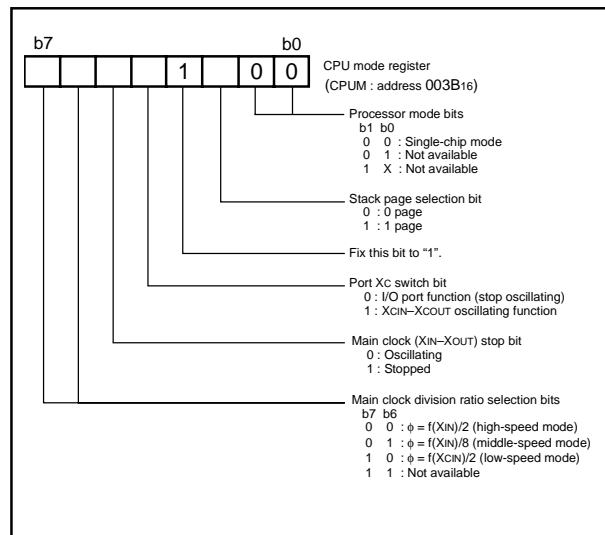 b7 b0
1 0 0
CPU mode register
(CPUM : address 003B16)
Processor mode bits
b1 b0
0 0 : Single-chip mode
0 1 : Not available
1 X : Not available
Stack page selection bit
0 : 0 page
1 : 1 page
Fix this bit to “1”.
Port XC switch bit
0 : I/O port function (stop oscillating)
1 : XCIN–XCOUT oscillating function
Main clock (XIN–XOUT) stop bit
0 : Oscillating
1 : Stopped
Main clock division ratio selection bits
b7 b6
0 0 : φ = f(XIN)/2 (high-speed mode)
0 1 : φ = f(XIN)/8 (middle-speed mode)
1 0 : φ = f(XCIN)/2 (low-speed mode)
1 1 : Not available